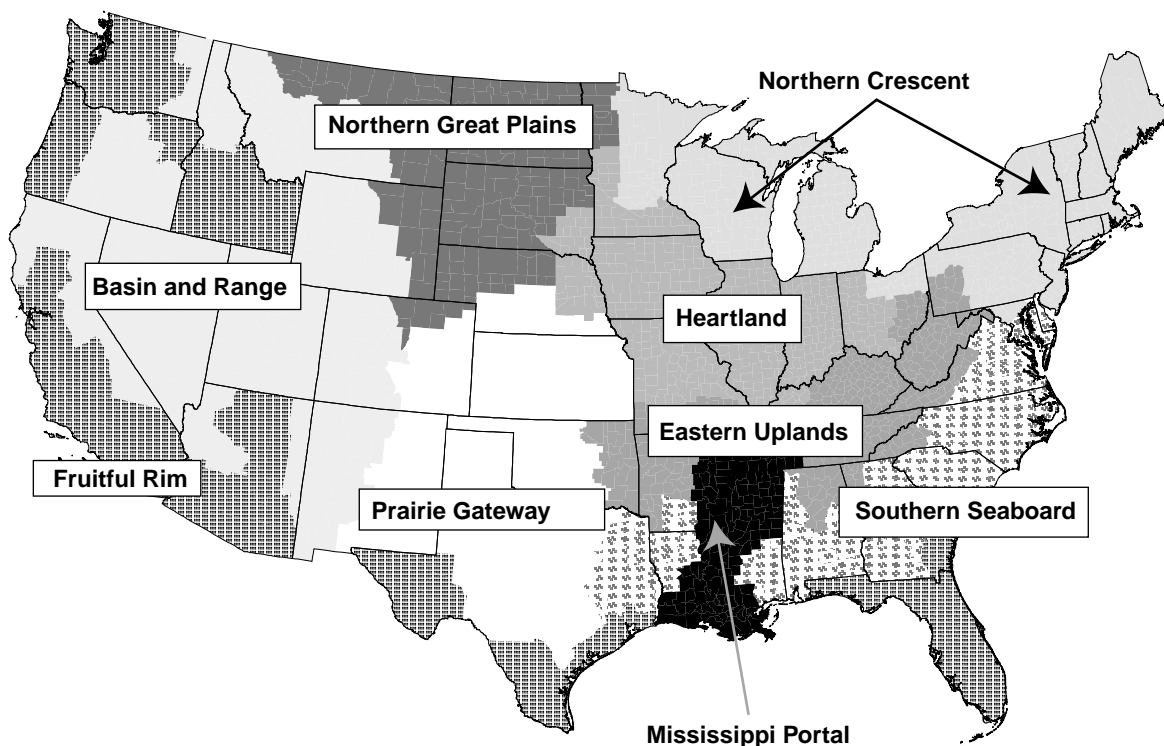 Northern Crescent
Northern Great Plains
Basin and Range
Heartland
Eastern Uplands
Fruitful Rim
Prairie Gateway
Southern Seaboard
Mississippi Portal